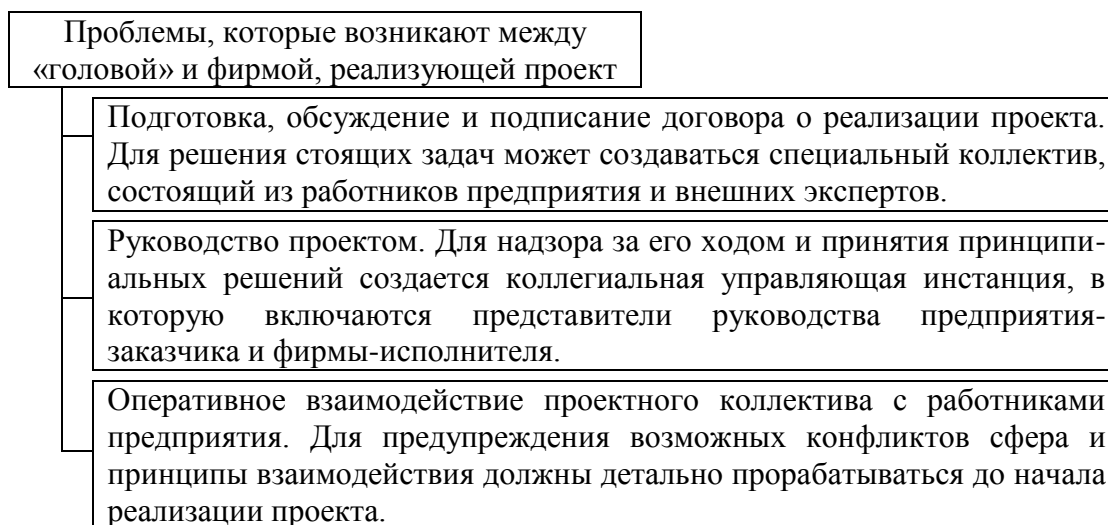 Проблемы, которые возникают между
«головой» и фирмой, реализующей проект
Подготовка, обсуждение и подписание договора о реализации проекта.
Для решения стоящих задач может создаваться специальный коллектив,
состоящий из работников предприятия и внешних экспертов.
Руководство проектом. Для надзора за его ходом и принятия принципи-
альных решений создается коллегиальная управляющая инстанция, в
которую включаются представители руководства предприятия-
заказчика и фирмы-исполнителя.
Оперативное взаимодействие проектного коллектива с работниками
предприятия. Для предупреждения возможных конфликтов сфера и
принципы взаимодействия должны детально прорабатываться до начала
реализации проекта.